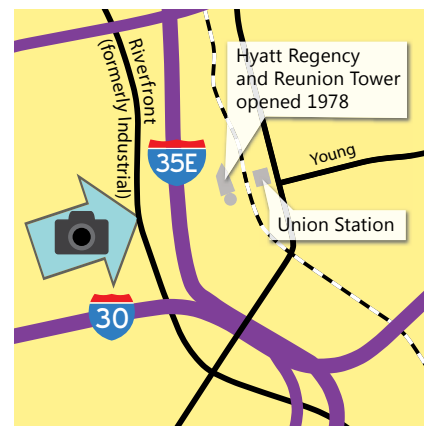 Hyatt Regency
and Reunion Tower
opened 1978
Riverfront
(formerly Industrial)
35E
Young
Union Station
30